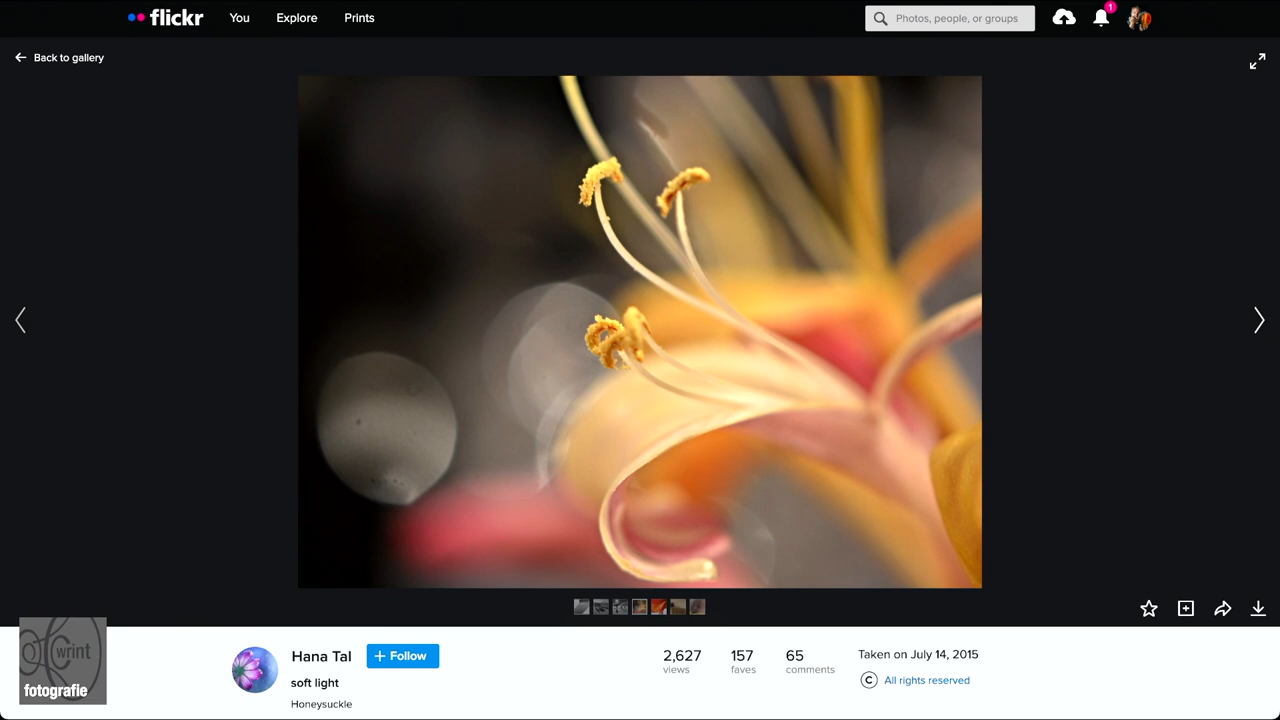 flickr
You
Explore
Prints
Photos, people, or groups
1
Back to gallery
wrint
fotografie
Hana Tal
+ Follow
soft light
Honeysuckle
2,627
views
157
faves
65
comments
Taken on July 14, 2015
© All rights reserved